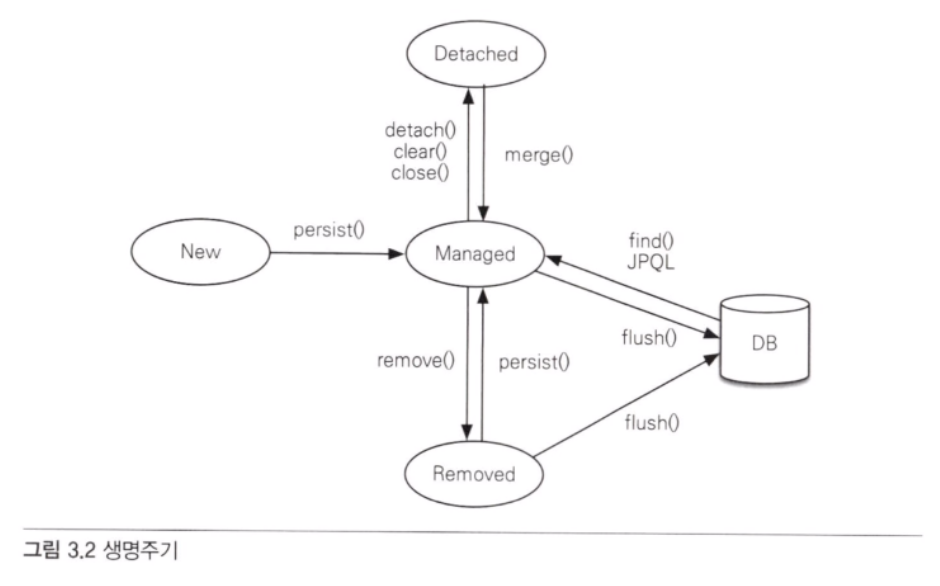 Detached
detach()
clear()
close()
merge()
persist()
New
Managed
find()
JPQL
flush()
DB
remove()
persist()
flush()
Removed
그림 3.2 생명주기